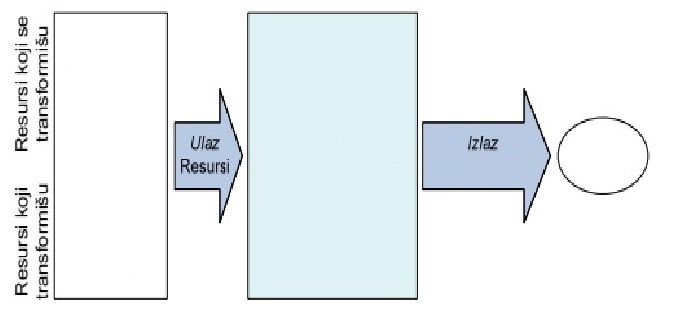 Resursi koji se
transformišu
Resursi koji
transformišu
Ulaz
Resursi
Izlaz